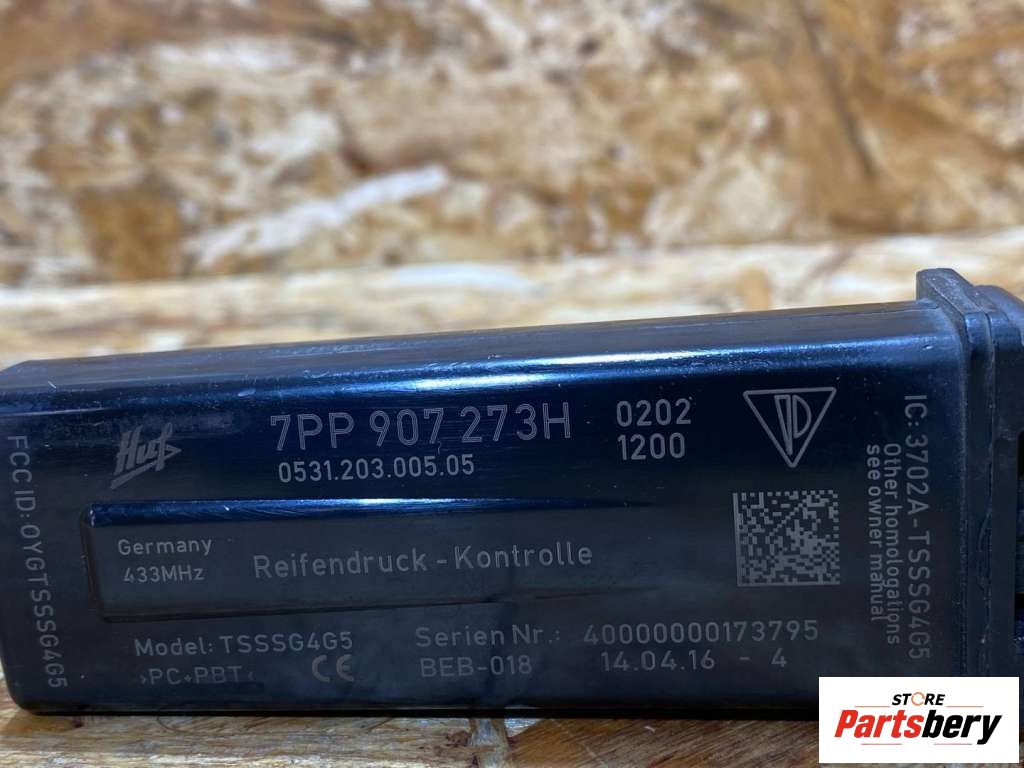 Huf
7PP 907 273H
0202
1200
0531.203.005.05
FCC ID: OYGTSSSG4G5
Germany
433MHz
Reifendruck - Kontrolle
Model: TSSSG4G5
>PC+PBT<
CE
Serien Nr.: 40000000173795
BEB-018
14.04.16 - 4
IC: 3702A-TSSSG4G5
Other homologations
see owner manual
STORE
Partsbery